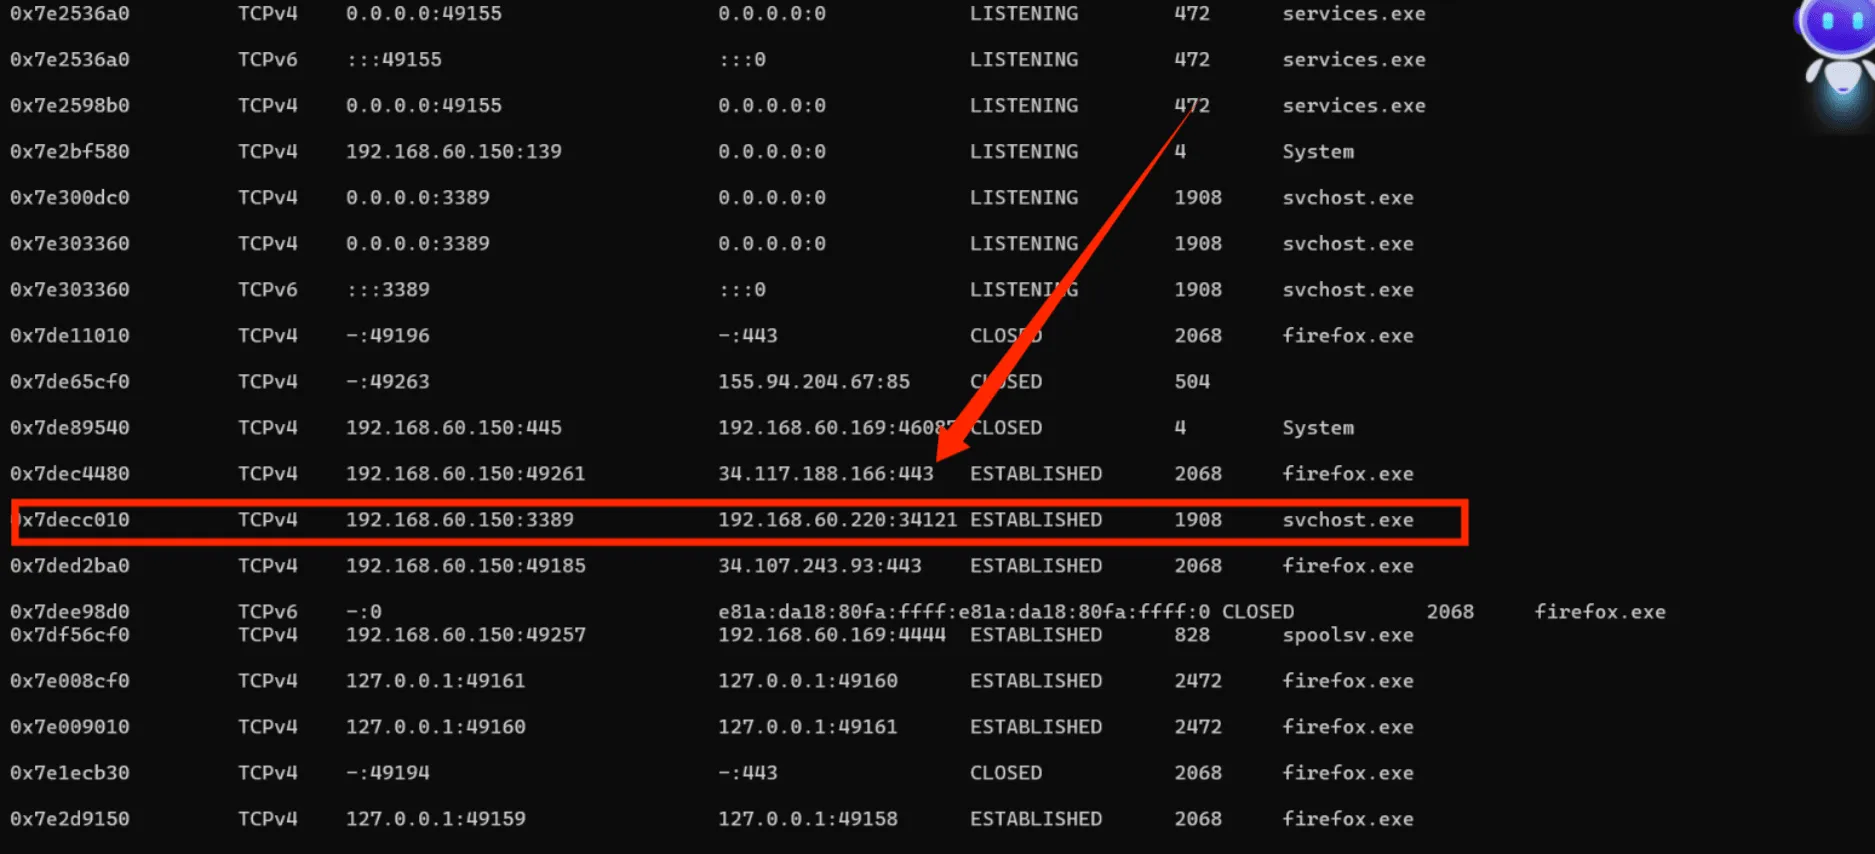 0x7e2536a0 TCPv4 0.0.0.0:49155 0.0.0.0:0 LISTENING 472 services.exe
0x7e2536a0 TCPv6 :::49155 :::0 LISTENING 472 services.exe
0x7e2598b0 TCPv4 0.0.0.0:49155 0.0.0.0:0 LISTENING 472 services.exe
0x7e2bf580 TCPv4 192.168.60.150:139 0.0.0.0:0 LISTENING 4 System
0x7e300dc0 TCPv4 0.0.0.0:3389 0.0.0.0:0 LISTENING 1908 svchost.exe
0x7e303360 TCPv4 0.0.0.0:3389 0.0.0.0:0 LISTENING 1908 svchost.exe
0x7e303360 TCPv6 :::3389 :::0 LISTENING 1908 svchost.exe
0x7de11010 TCPv4 -:49196 -:443 CLOSED 2068 firefox.exe
0x7de65cf0 TCPv4 -:49263 155.94.204.67:85 CLOSED 504
0x7de89540 TCPv4 192.168.60.150:445 CLOSED 4 System
0x7dec4480 TCPv4 192.168.60.150:49261 34.117.188.166:443 ESTABLISHED 2068 firefox.exe
0x7decc010 TCPv4 192.168.60.150:3389 192.168.60.220:34121 ESTABLISHED 1908 svchost.exe
0x7ded2ba0 TCPv4 192.168.60.150:49185 34.107.243.93:443 ESTABLISHED 2068 firefox.exe
0x7dee98d0 TCPv6 -:0 e81a:da18:80fa:ffff:e81a:da18:80fa:ffff:0 CLOSED 2068 firefox.exe
0x7df56cf0 TCPv4 192.168.60.150:49257 192.168.60.169:4444 ESTABLISHED 828 spoolsv.exe
0x7e008cf0 TCPv4 127.0.0.1:49161 127.0.0.1:49160 ESTABLISHED 2472 firefox.exe
0x7e009010 TCPv4 127.0.0.1:49160 127.0.0.1:49161 ESTABLISHED 2472 firefox.exe
0x7e1ecb30 TCPv4 -:49194 -:443 CLOSED 2068 firefox.exe
0x7e2d9150 TCPv4 127.0.0.1:49159 127.0.0.1:49158 ESTABLISHED 2068 firefox.exe